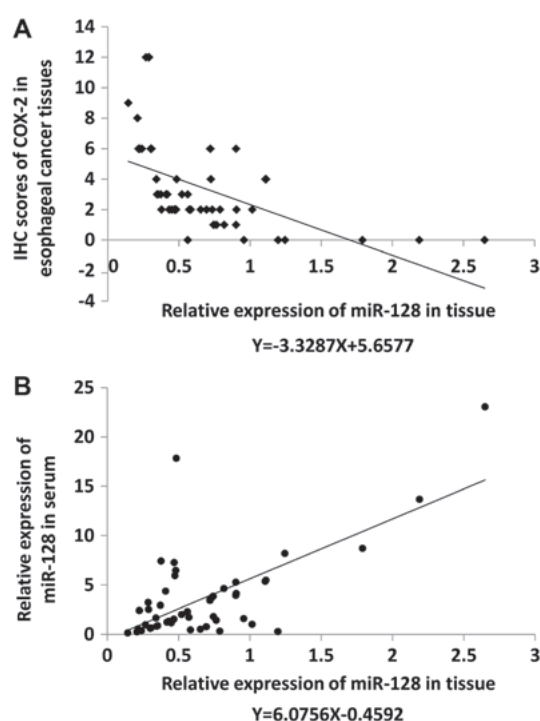 A
IHC scores of COX-2 in
esophageal cancer tissues
14
12
10
8
6
4
2
0
-2
-4
0 0.5 1 1.5 2 2.5 3
Relative expression of miR-128 in tissue
Y=-3.3287X+5.6577
B
Relative expression of
miR-128 in serum
25
20
15
10
5
0
0 0.5 1 1.5 2 2.5 3
Relative expression of miR-128 in tissue
Y=6.0756X-0.4592